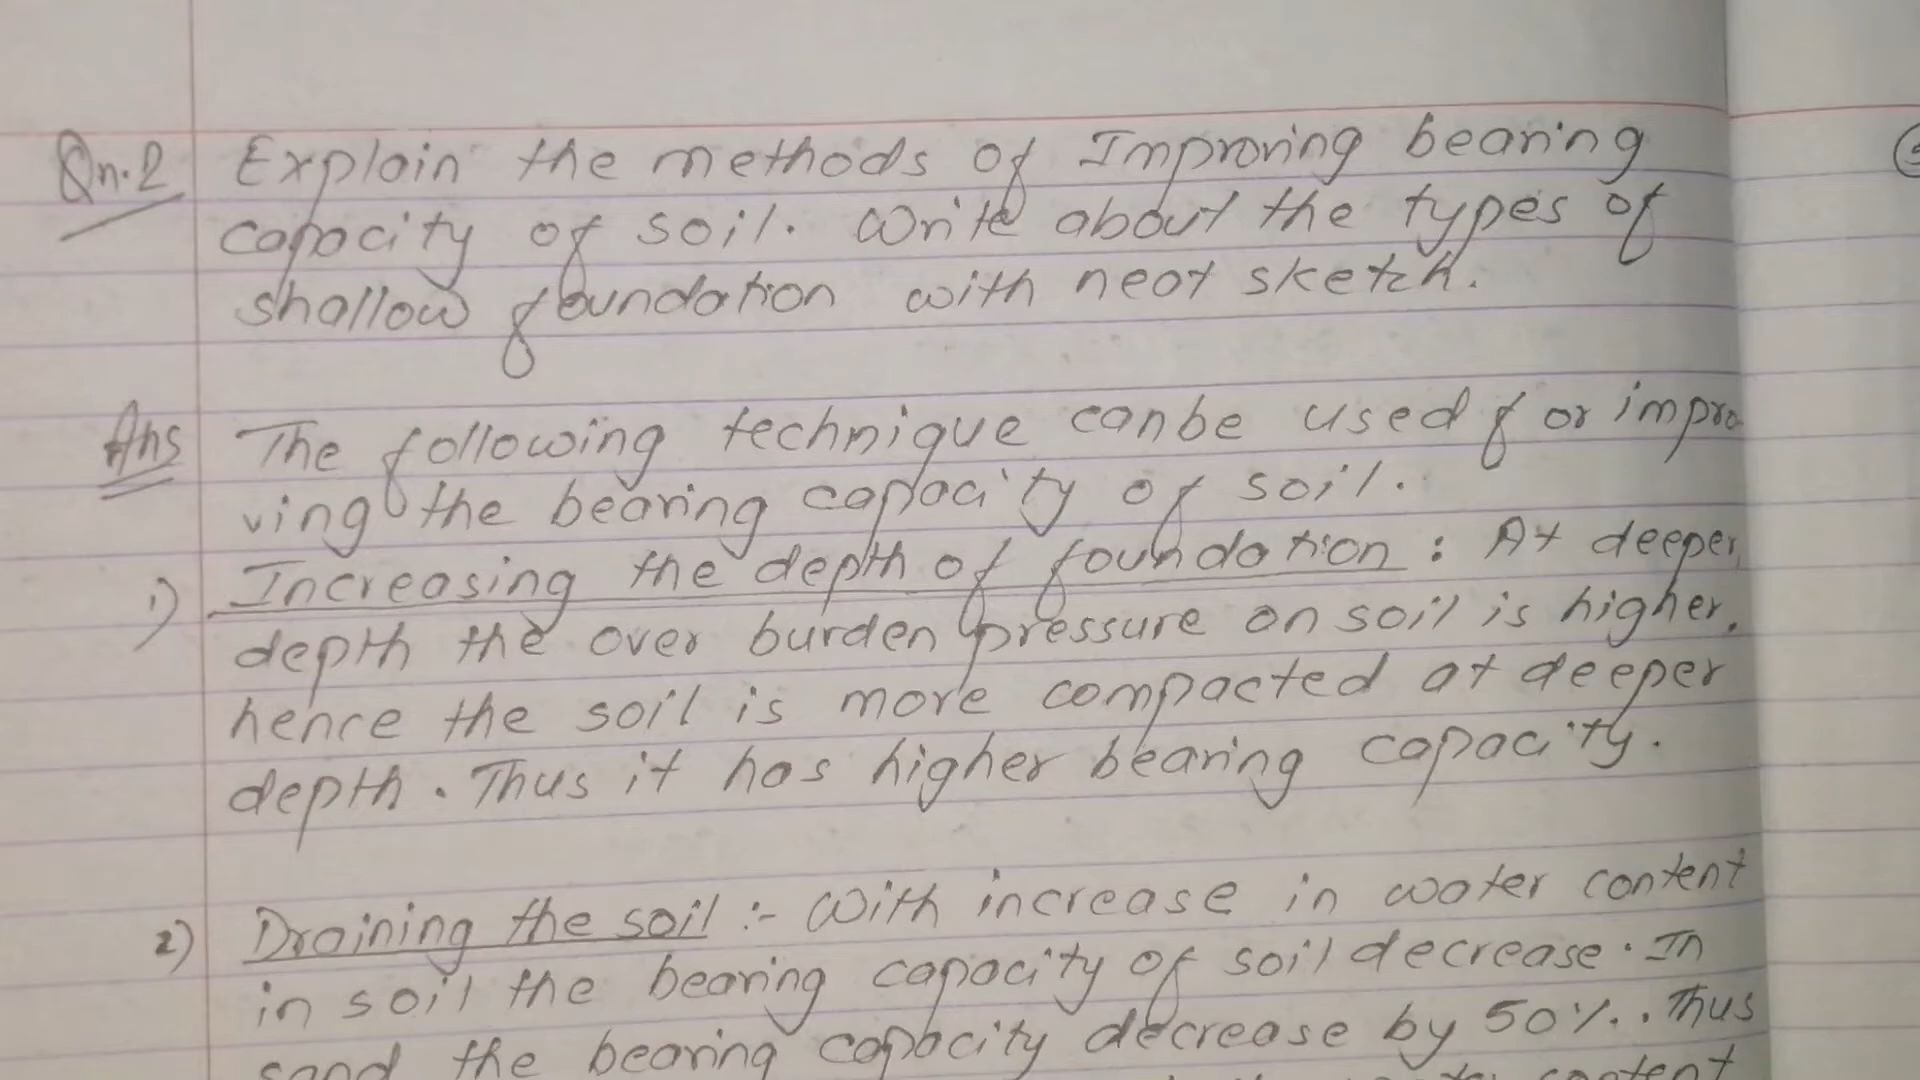 Qn.2 Explain the methods of Improving bearing
capacity of soil. Write about the types of
shallow foundation with neat sketch.
Ans The following technique can be used for impro
ving the bearing capacity of soil.
1) Increasing the depth of foundation : At deeper
depth the over burden pressure on soil is higher.
hence the soil is more compacted at deeper
depth. Thus it has higher bearing capacity.
2) Draining the soil :- With increase in water content
in soil the bearing capacity of soil decrease. In
sand the bearing capacity decrease by 50%. . Thus
content